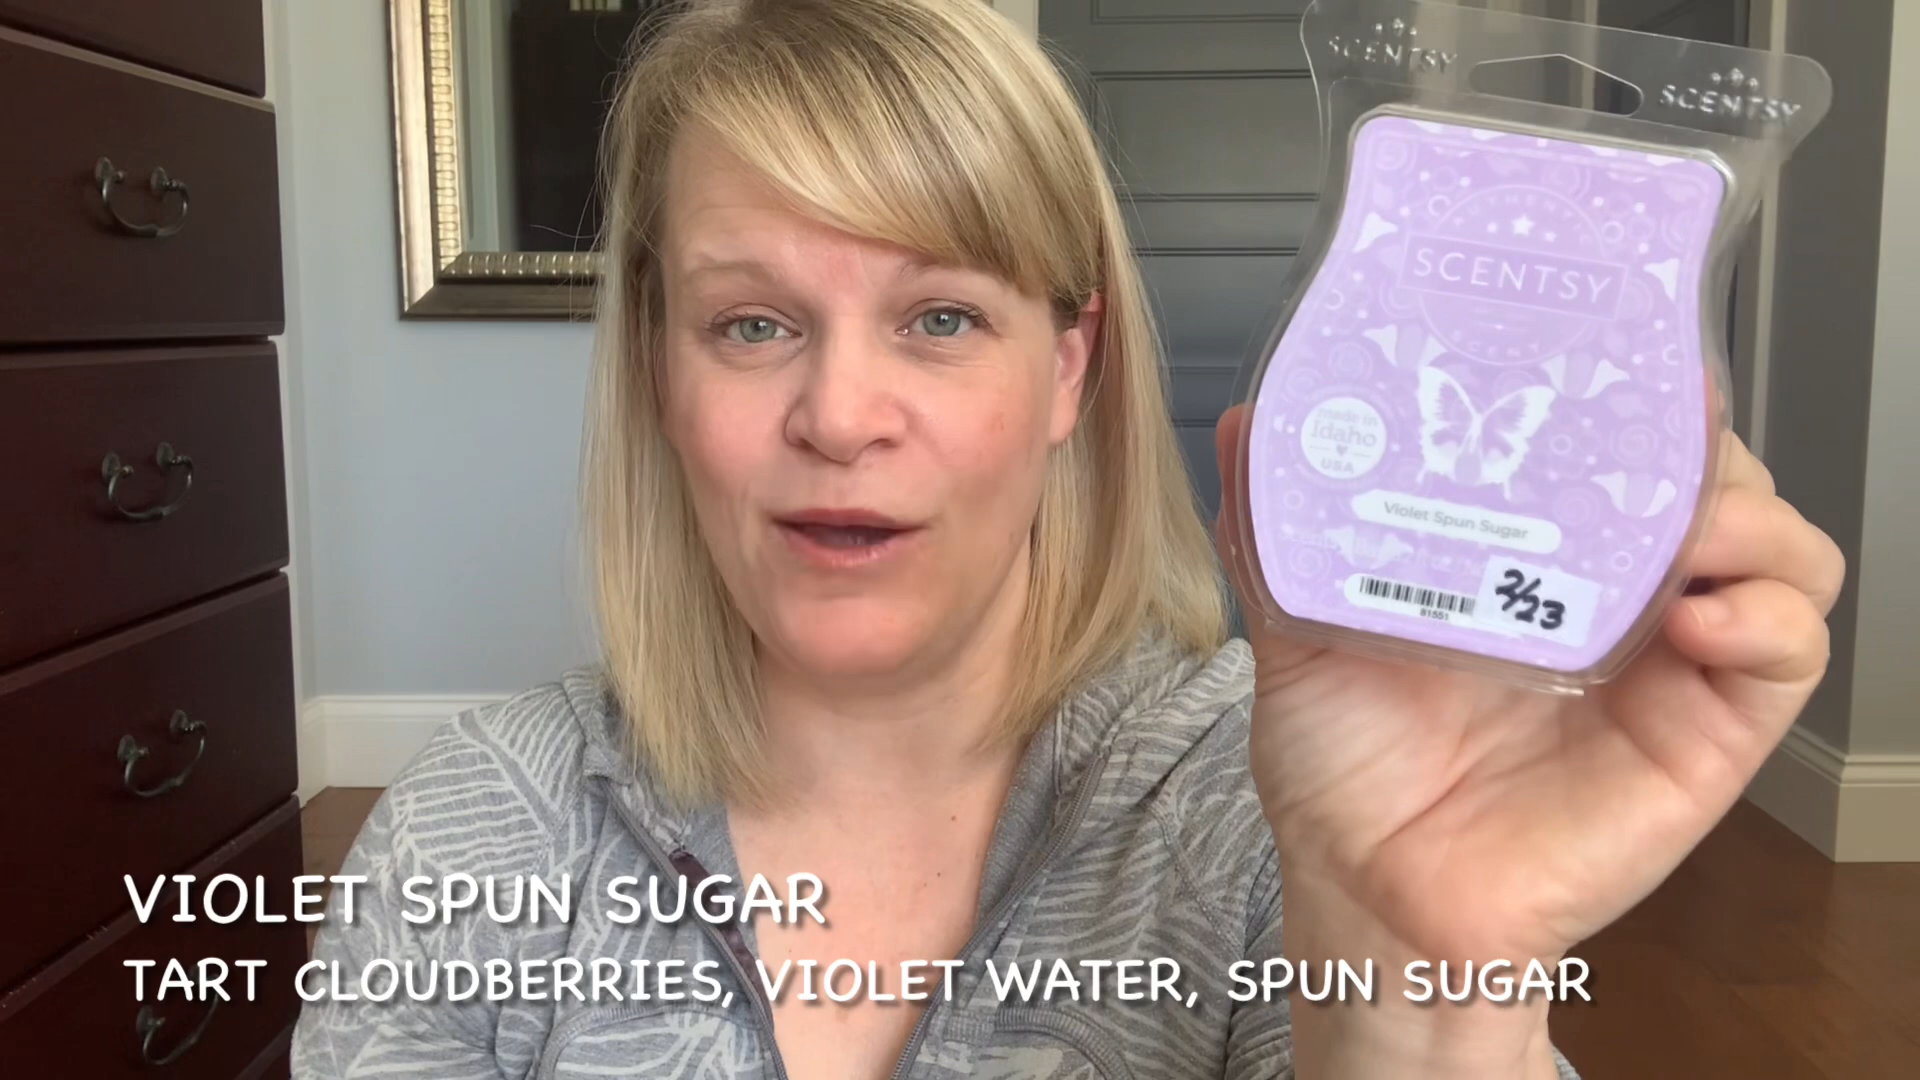 SCENTSY
SCENTSY
SCENTSY
made in
Idaho
USA
Violet Spun Sugar
81551
2/23
VIOLET SPUN SUGAR
TART CLOUDBERRIES, VIOLET WATER, SPUN SUGAR